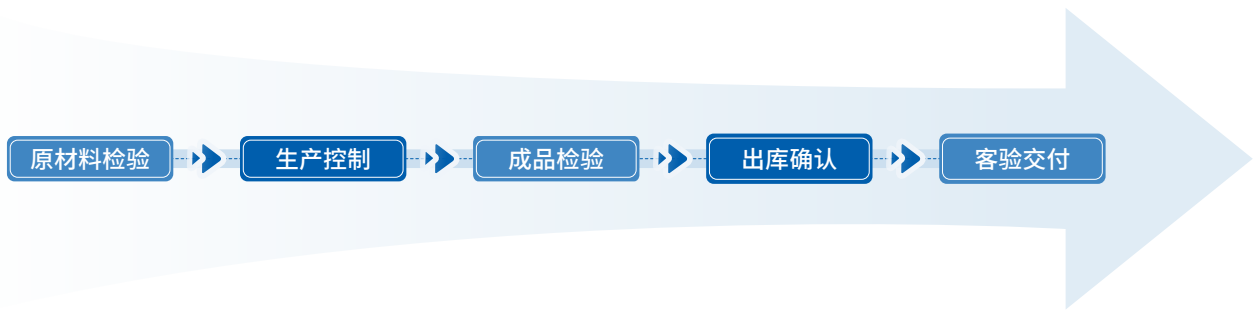 原材料检验
生产控制
成品检验
出库确认
客验交付